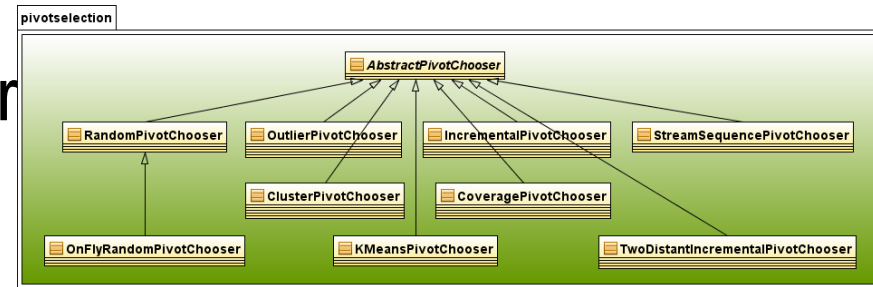 pivotselection
AbstractPivotChooser
r
RandomPivotChooser
OutlierPivotChooser
IncrementalPivotChooser
StreamSequencePivotChooser
ClusterPivotChooser
CoveragePivotChooser
OnFlyRandomPivotChooser
KMeansPivotChooser
TwoDistantIncrementalPivotChooser